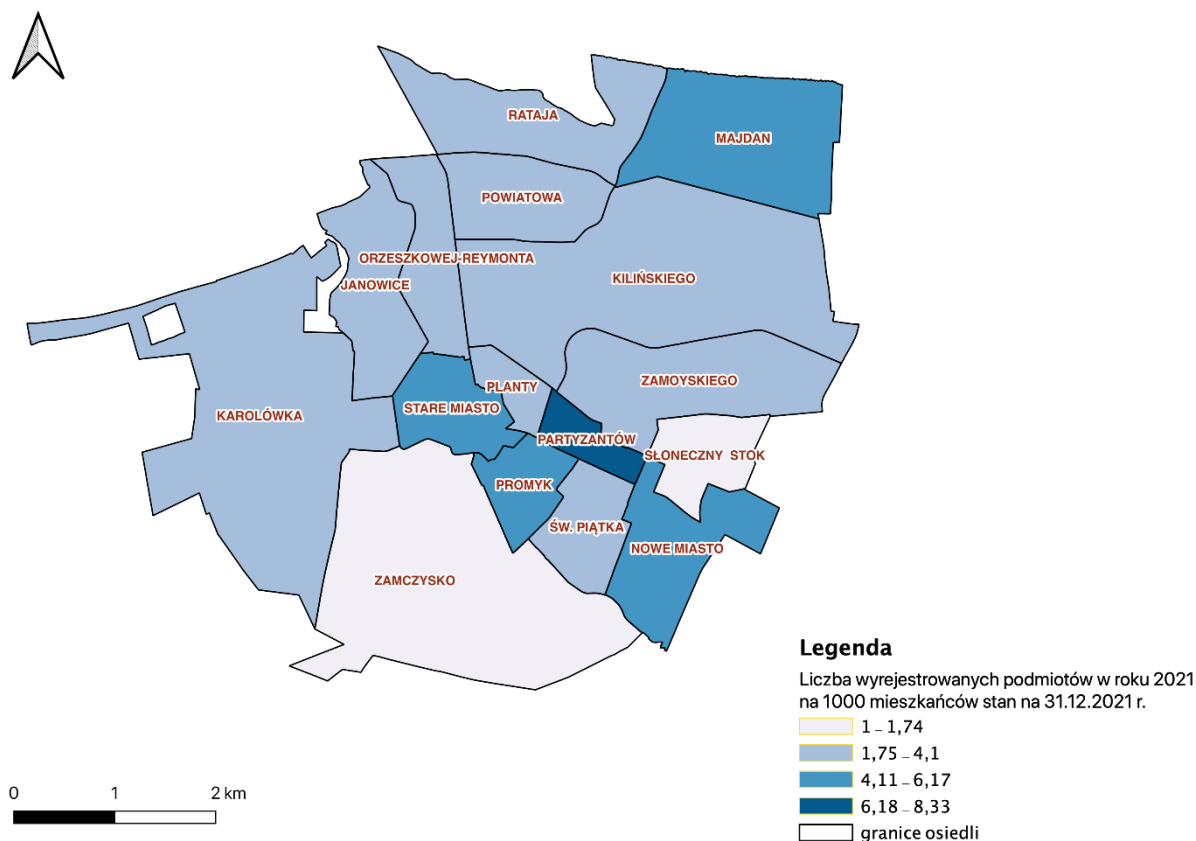 RATAJA
MAJDAN
POWIATOWA
ORZESZKOWEJ-REYMONTA
KILIŃSKIEGO
JANOWICE
ZAMOYSKIEGO
PLANTY
STARE MIASTO
KAROLÓWKA
PARTYZANTÓW
SŁONECZNY STOK
PROMYK
ŚW. PIĄTKA
NOWE MIASTO
ZAMCZYSKO
Legenda
Liczba wyrejestrowanych podmiotów w roku 2021
na 1000 mieszkańców stan na 31.12.2021 r.
1 – 1,74
1,75 – 4,1
4,11 – 6,17
6,18 – 8,33
granice osiedli
0 1 2 km